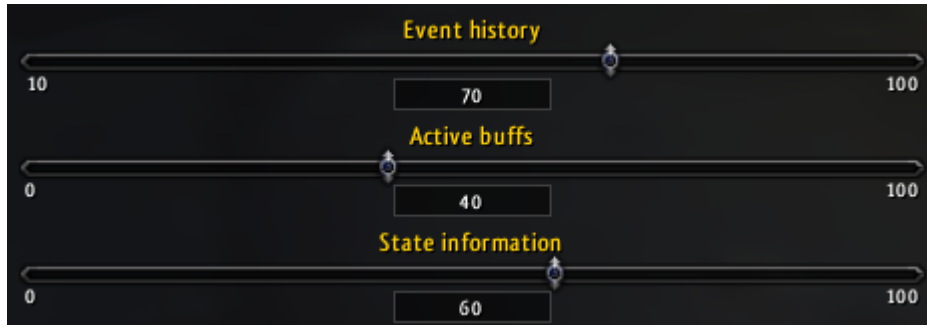 Event history
10 100
70
Active buffs
0 100
40
State information
0 100
60